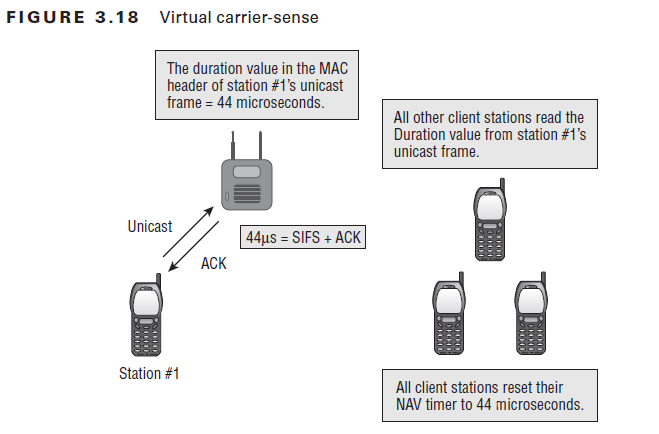 FIGURE 3.18 Virtual carrier-sense
The duration value in the MAC
header of station #1's unicast
frame = 44 microseconds.
All other client stations read the
Duration value from station #1's
unicast frame.
Unicast
44µs = SIFS + ACK
ACK
Station #1
All client stations reset their
NAV timer to 44 microseconds.